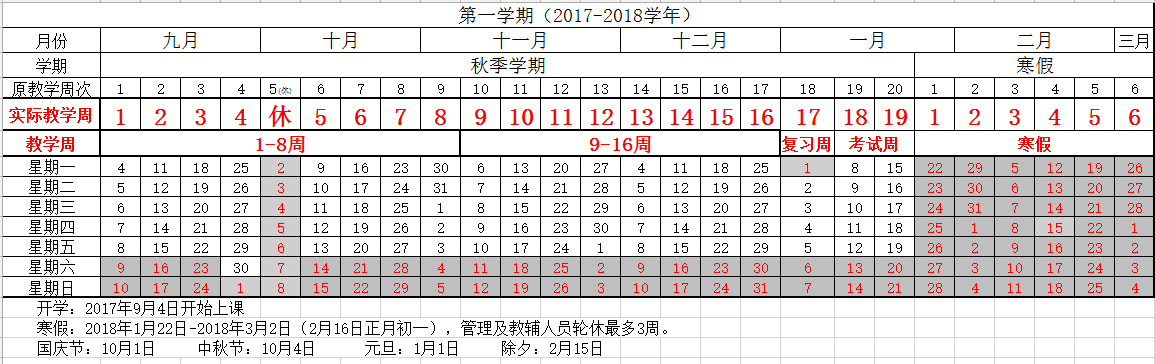 第一学期（2017-2018学年）
月份 九月 十月 十一月 十二月 一月 二月 三月
学期 秋季学期 寒假
原教学周次 1 2 3 4 5(休) 6 7 8 9 10 11 12 13 14 15 16 17 18 19 20 1 2 3 4 5 6
实际教学周 1 2 3 4 休 5 6 7 8 9 10 11 12 13 14 15 16 17 18 19 1 2 3 4 5 6
教学周 1-8周 9-16周 复习周 考试周 寒假
星期一 4 11 18 25 2 9 16 23 30 6 13 20 27 4 11 18 25 1 8 15 22 29 5 12 19 26
星期二 5 12 19 26 3 10 17 24 31 7 14 21 28 5 12 19 26 2 9 16 23 30 6 13 20 27
星期三 6 13 20 27 4 11 18 25 1 8 15 22 29 6 13 20 27 3 10 17 24 31 7 14 21 28
星期四 7 14 21 28 5 12 19 26 2 9 16 23 30 7 14 21 28 4 11 18 25 1 8 15 22 1
星期五 8 15 22 29 6 13 20 27 3 10 17 24 1 8 15 22 29 5 12 19 26 2 9 16 23 2
星期六 9 16 23 30 7 14 21 28 4 11 18 25 2 9 16 23 30 6 13 20 27 3 10 17 24 3
星期日 10 17 24 1 8 15 22 29 5 12 19 26 3 10 17 24 31 7 14 21 28 4 11 18 25 4
开学：2017年9月4日开始上课
寒假：2018年1月22日-2018年3月2日（2月16日正月初一），管理及教辅人员轮休最多3周。
国庆节：10月1日 中秋节：10月4日 元旦：1月1日 除夕：2月15日